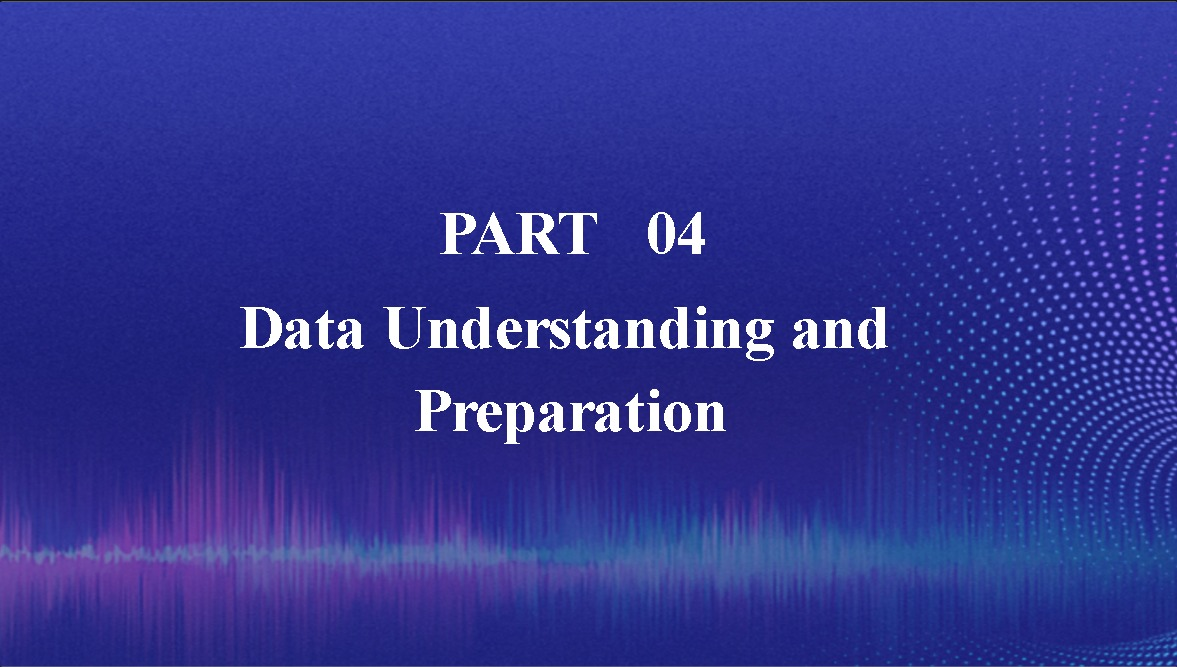 PART 04
Data Understanding and
Preparation